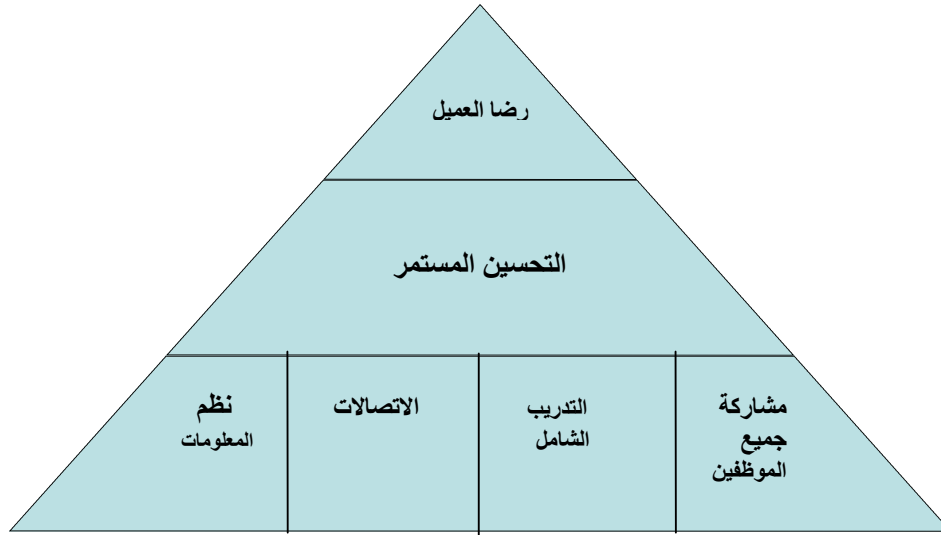 رضا العميل
التحسين المستمر
مشاركة
جميع
الموظفين
التدريب
الشامل
الاتصالات
نظم
المعلومات